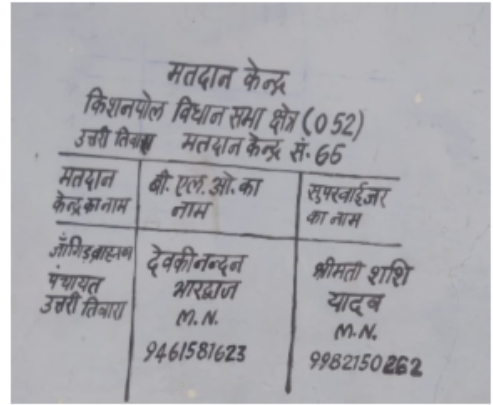 मतदान केन्द्र
किशनपोल विधान सभा क्षेत्र (052)
उत्तरी तिबारा मतदान केन्द्र सं. 66
मतदान केन्द्र का नाम
बी. एल. ओ. का नाम
सुपरवाईजर का नाम
जाँगिड़ ब्राहमण
पंचायत
उत्तरी तिबारा
देवकीनन्दन
भारद्वाज
M.N.
9461581623
श्रीमती शशि
यादव
M.N.
9982150262